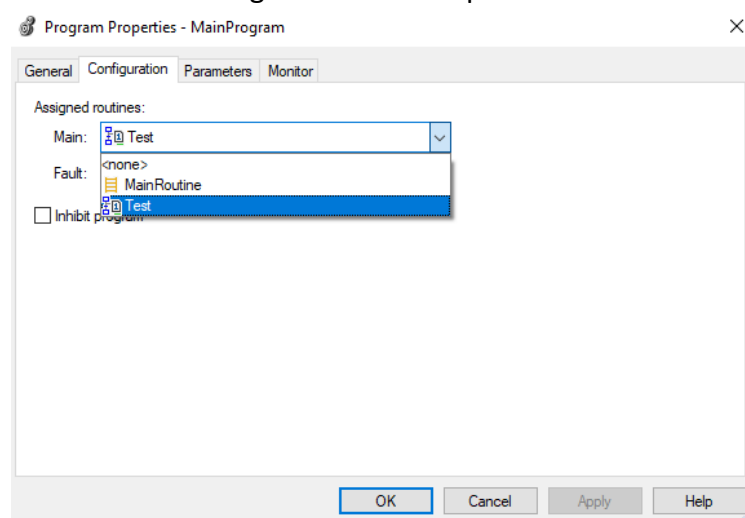 Program Properties - MainProgram
General Configuration Parameters Monitor
Assigned routines:
Main: Test
<none>
Fault:
MainRoutine
Test
Inhibit program
OK Cancel Apply Help